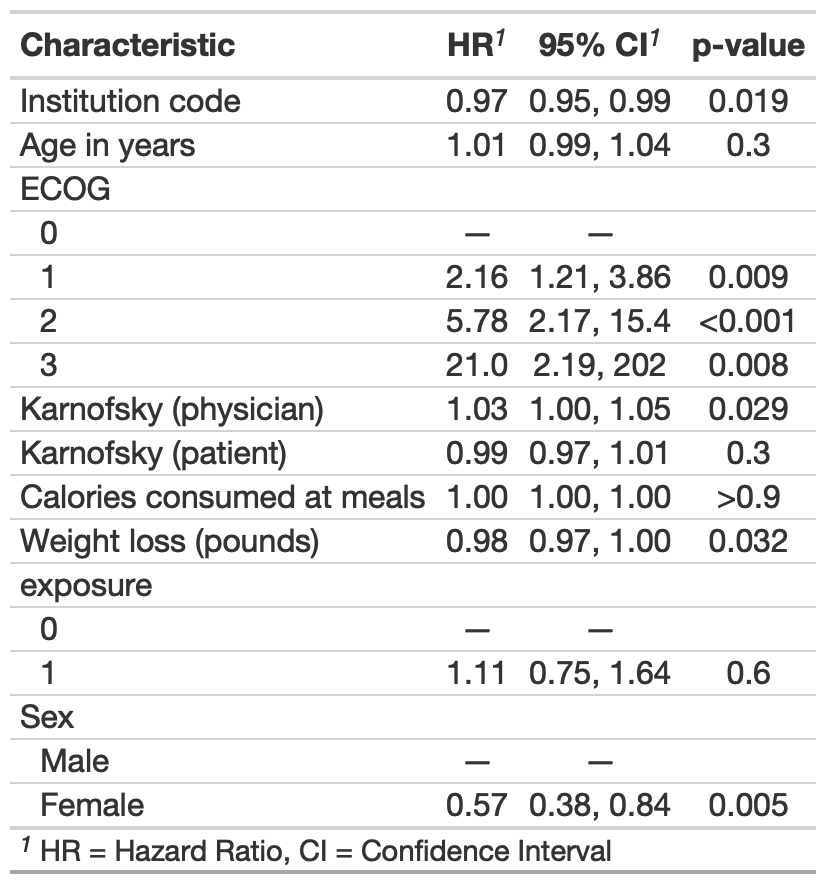 Characteristic HR¹ 95% CI¹ p-value
Institution code 0.97 0.95, 0.99 0.019
Age in years 1.01 0.99, 1.04 0.3
ECOG
0 — —
1 2.16 1.21, 3.86 0.009
2 5.78 2.17, 15.4 <0.001
3 21.0 2.19, 202 0.008
Karnofsky (physician) 1.03 1.00, 1.05 0.029
Karnofsky (patient) 0.99 0.97, 1.01 0.3
Calories consumed at meals 1.00 1.00, 1.00 >0.9
Weight loss (pounds) 0.98 0.97, 1.00 0.032
exposure
0 — —
1 1.11 0.75, 1.64 0.6
Sex
Male — —
Female 0.57 0.38, 0.84 0.005
¹ HR = Hazard Ratio, CI = Confidence Interval